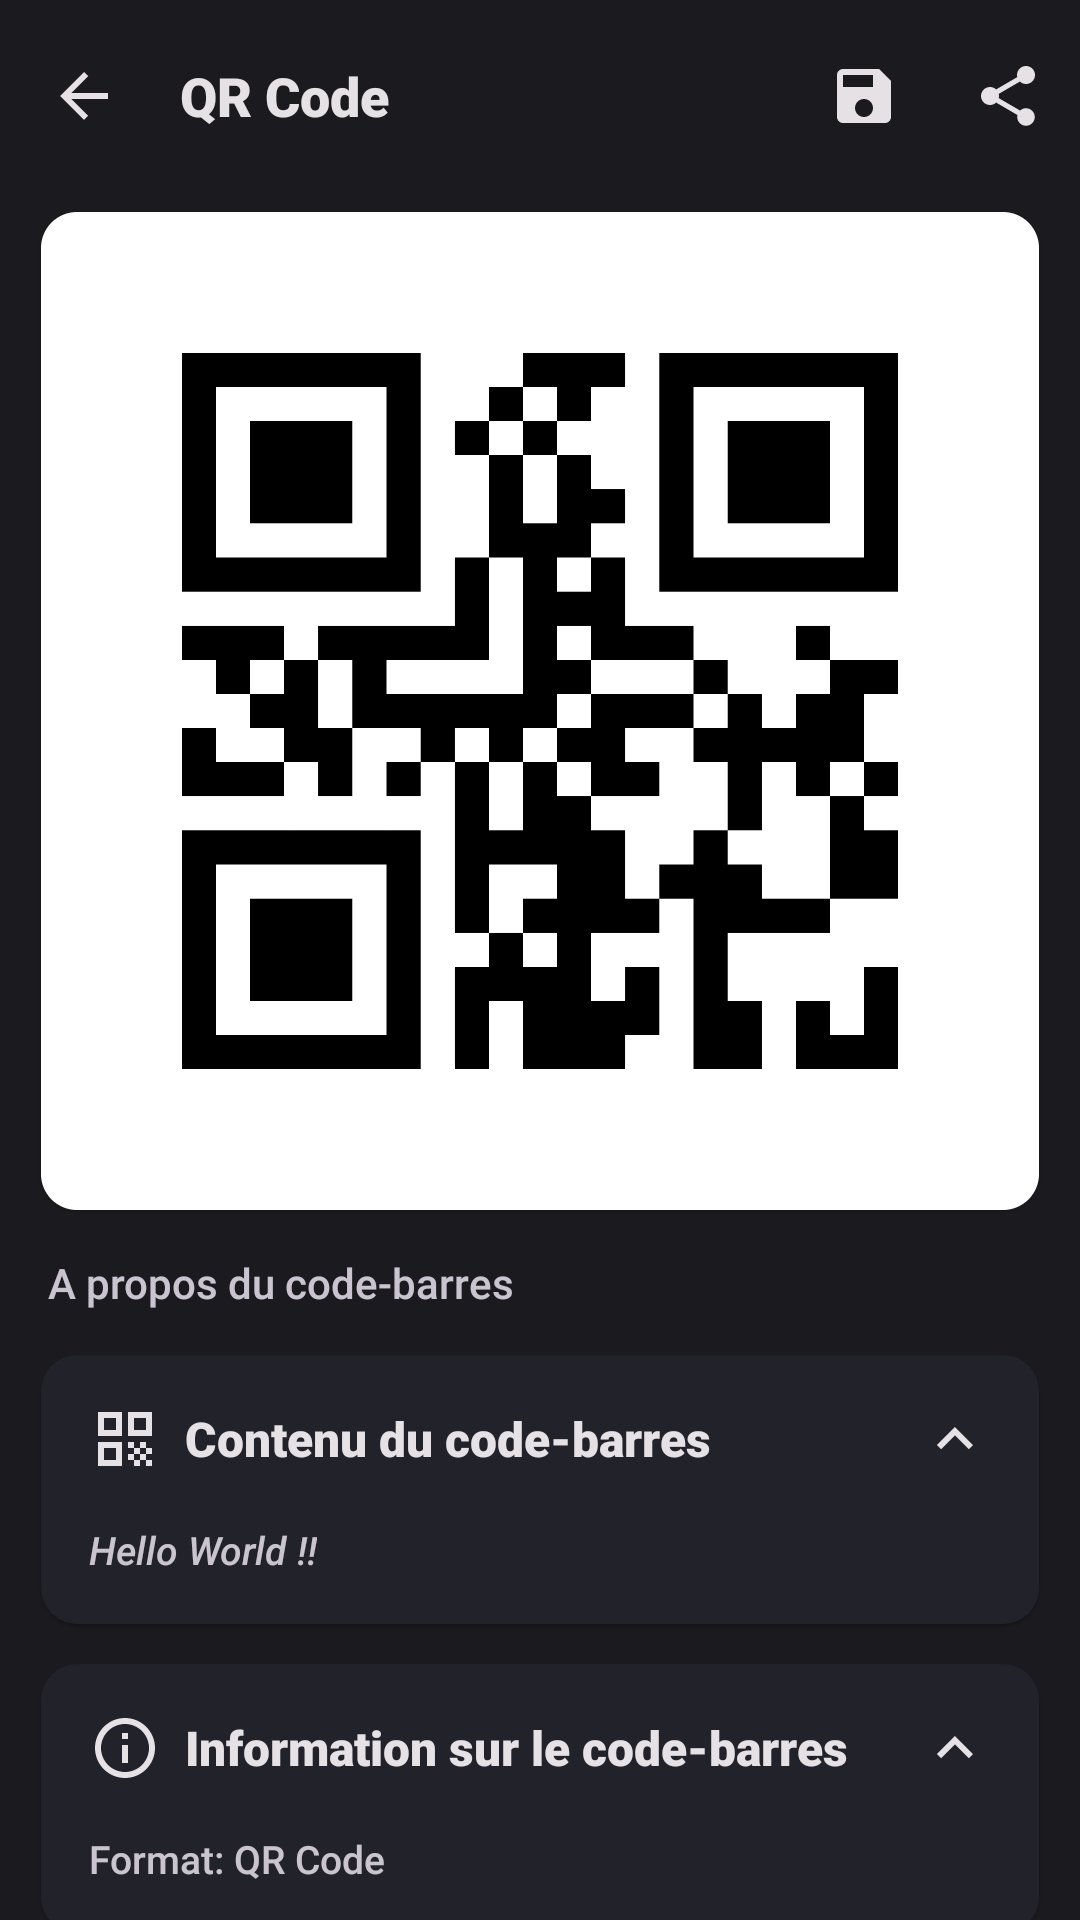 QR Code
A propos du code-barres
Contenu du code-barres
Hello World !!
Information sur le code-barres
Format: QR Code